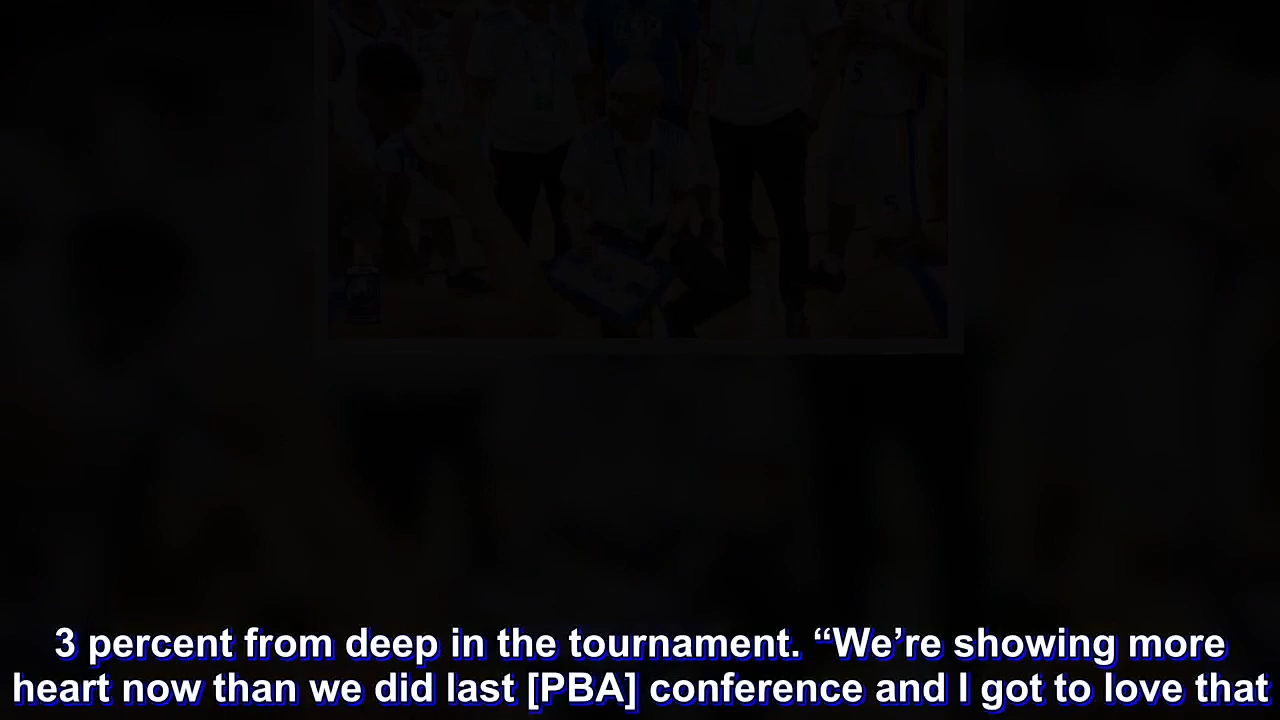 3 percent from deep in the tournament. “We’re showing more
heart now than we did last [PBA] conference and I got to love that